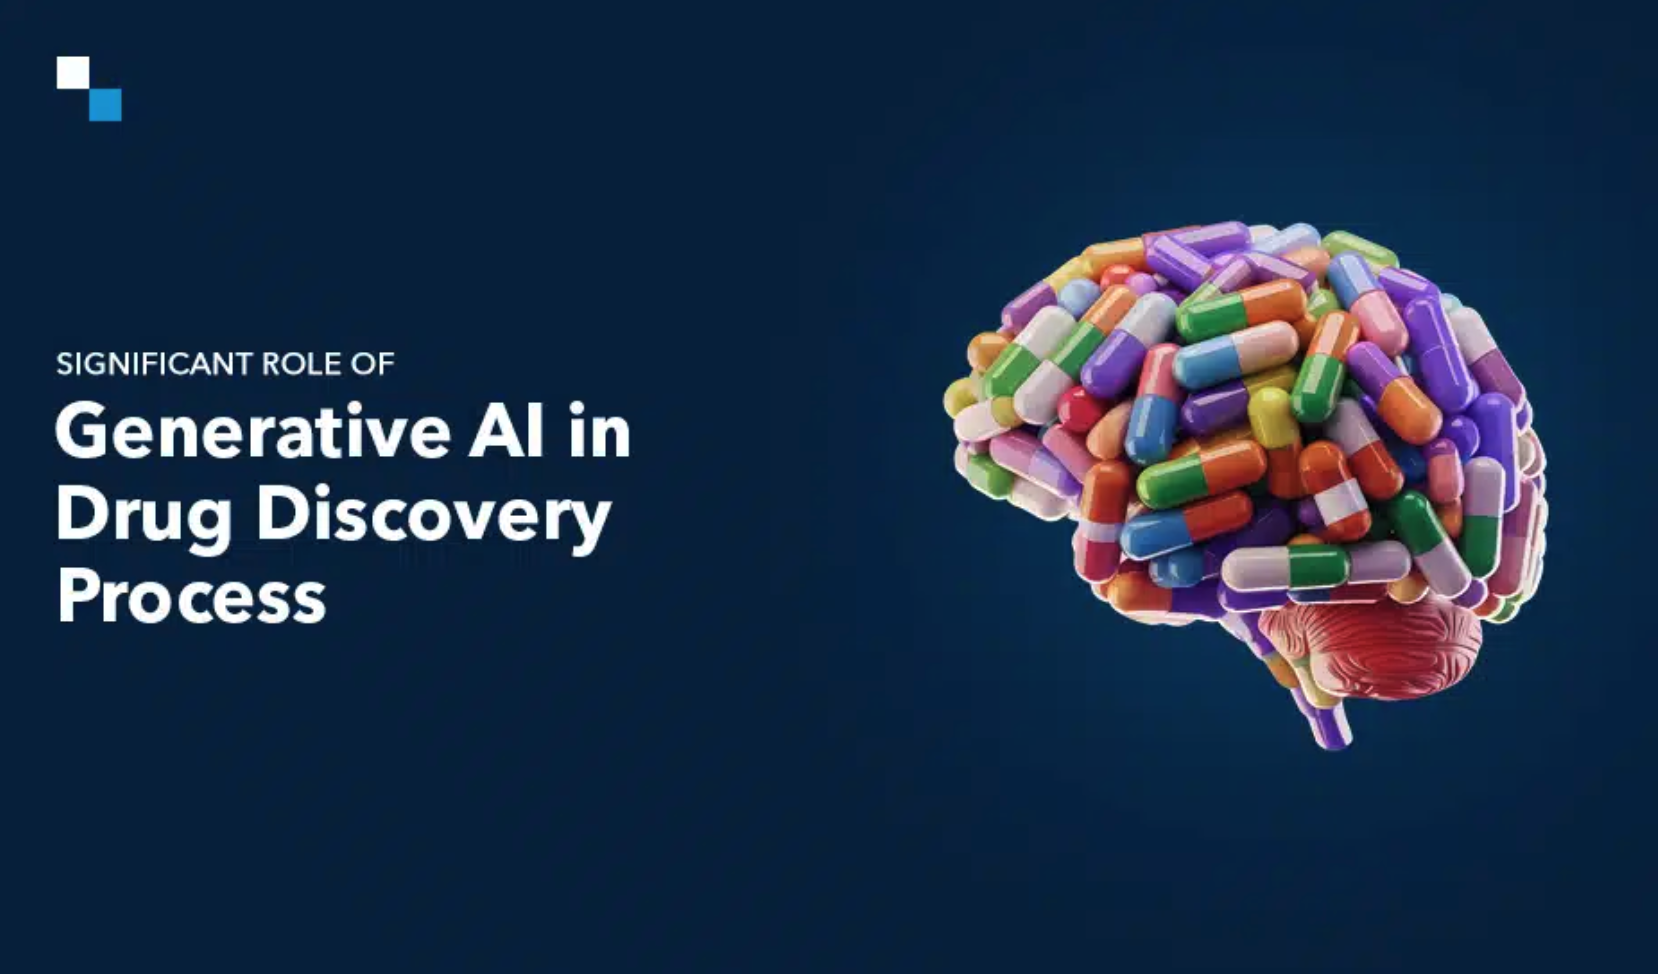 SIGNIFICANT ROLE OF
Generative AI in
Drug Discovery
Process